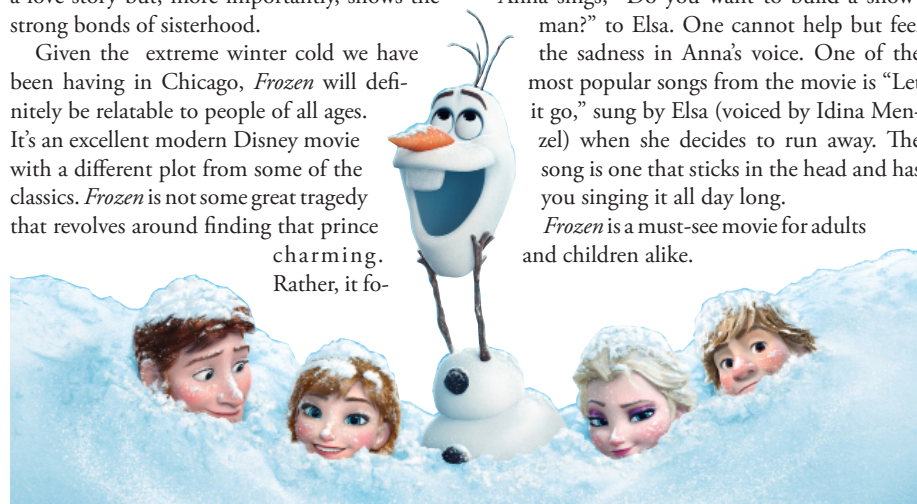 a love story but, more importantly, shows the
strong bonds of sisterhood.
Given the extreme winter cold we have
been having in Chicago, Frozen will defi-
nitely be relatable to people of all ages.
It’s an excellent modern Disney movie
with a different plot from some of the
classics. Frozen is not some great tragedy
that revolves around finding that prince
charming.
Rather, it fo-
Anna sings, “Do you want to build a snow-
man?” to Elsa. One cannot help but feel
the sadness in Anna’s voice. One of the
most popular songs from the movie is “Let
it go,” sung by Elsa (voiced by Idina Men-
zel) when she decides to run away. The
song is one that sticks in the head and has
you singing it all day long.
Frozen is a must-see movie for adults
and children alike.